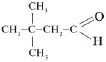 CH₃ O
CH₃-C-CH₂-C
CH₃ H